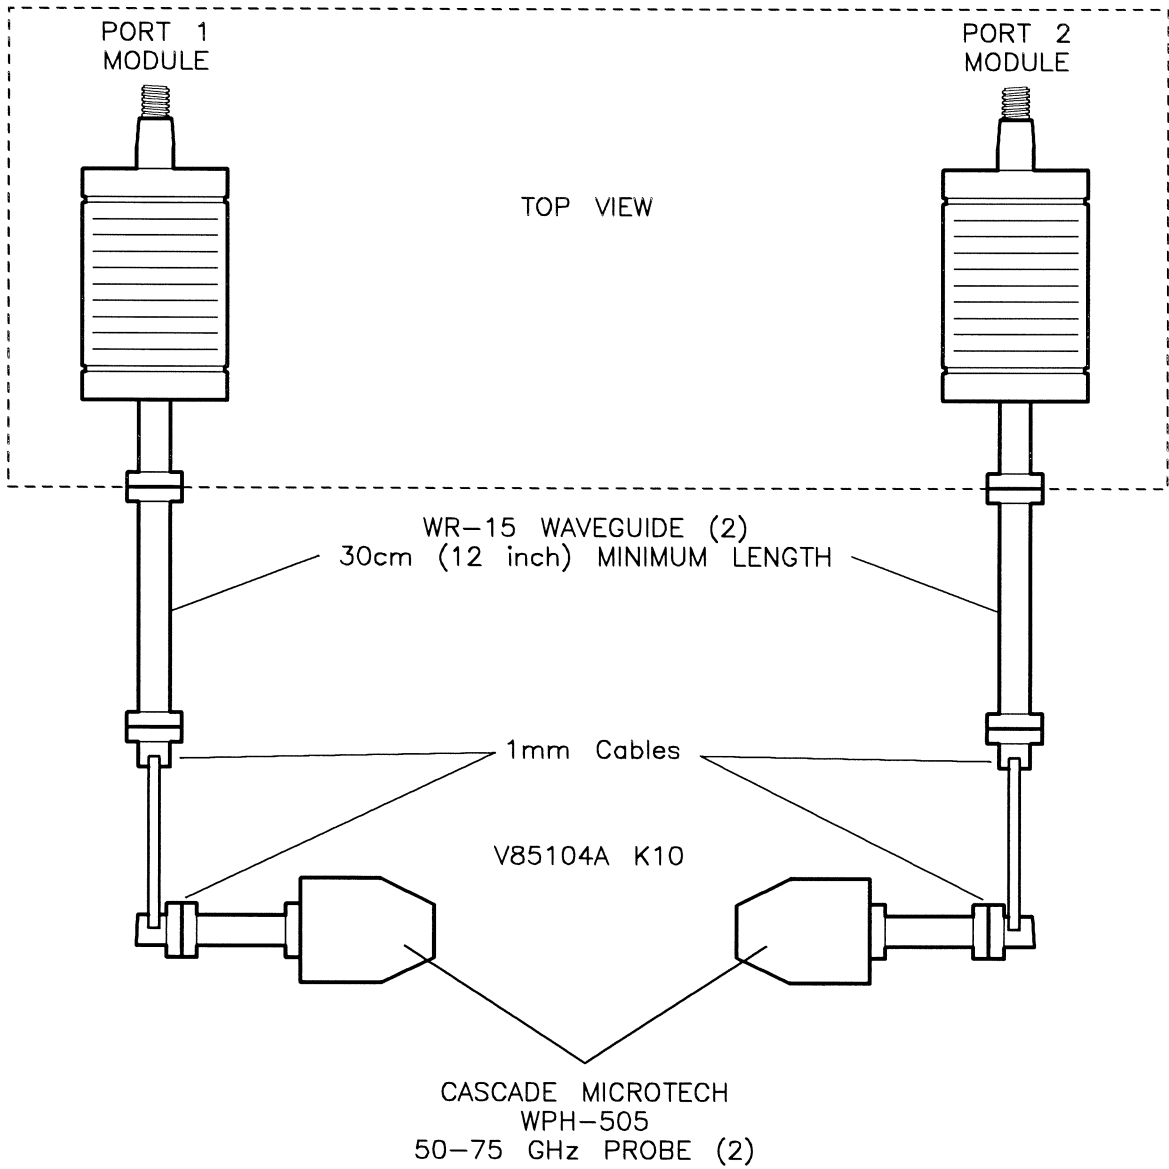 PORT 1
MODULE
PORT 2
MODULE
TOP VIEW
WR-15 WAVEGUIDE (2)
30cm (12 inch) MINIMUM LENGTH
1mm Cables
V85104A K10
CASCADE MICROTECH
WPH-505
50-75 GHz PROBE (2)